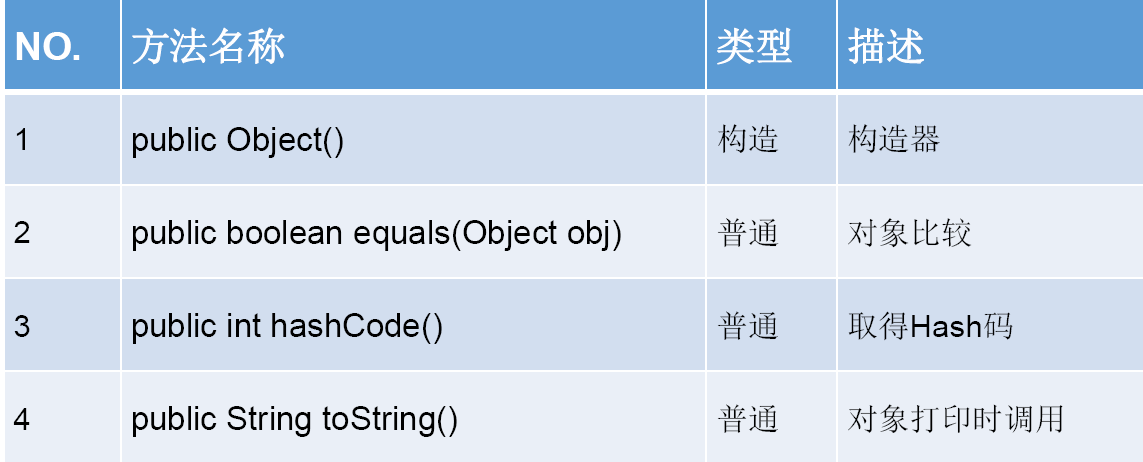 NO. 方法名称 类型 描述
1 public Object() 构造 构造器
2 public boolean equals(Object obj) 普通 对象比较
3 public int hashCode() 普通 取得Hash码
4 public String toString() 普通 对象打印时调用